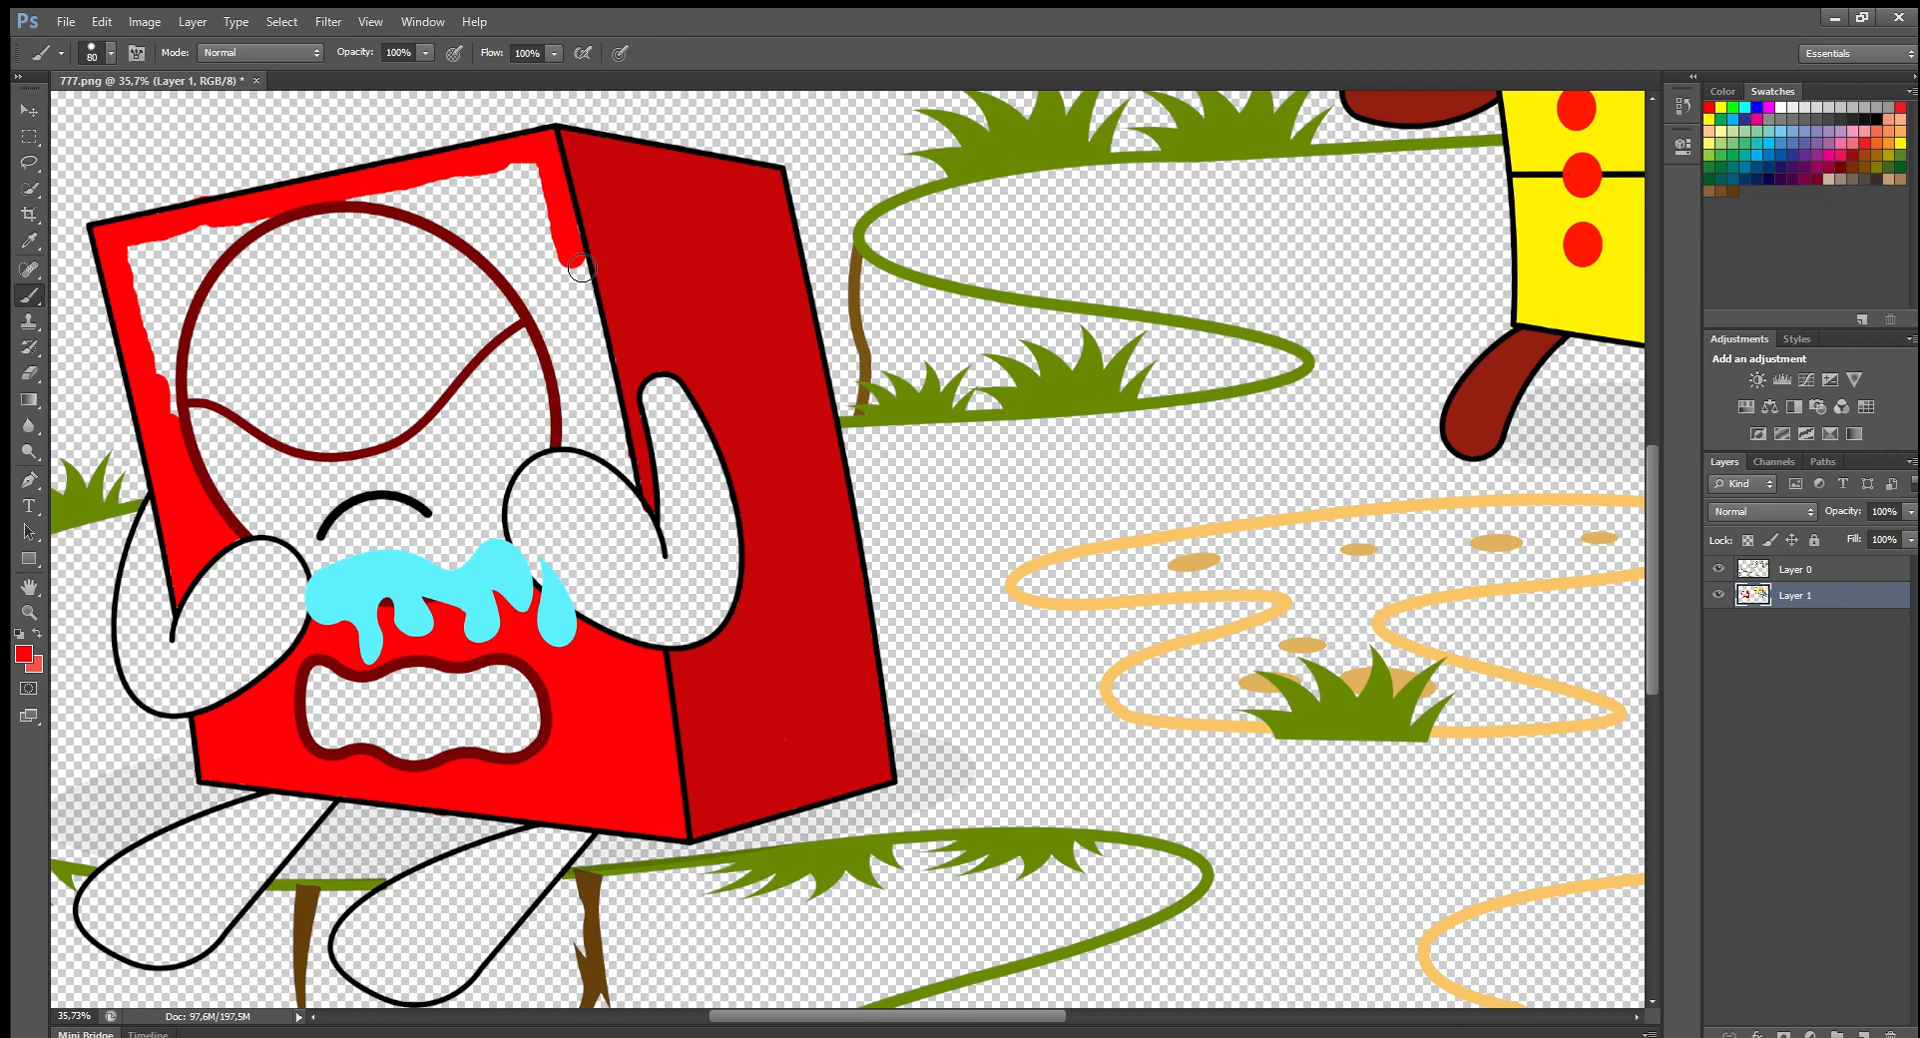 Ps File Edit Image Layer Type Select Filter View Window Help
80 Mode: Normal Opacity: 100% Flow: 100% Essentials
777.png @ 35,7% (Layer 1, RGB/8) * ×
Color Swatches
Adjustments Styles
Add an adjustment
Layers Channels Paths
Kind
Normal Opacity: 100%
Lock: Fill: 100%
Layer 0
Layer 1
35,73% Doc: 97,6M/197,5M
Mini Bridge Timeline